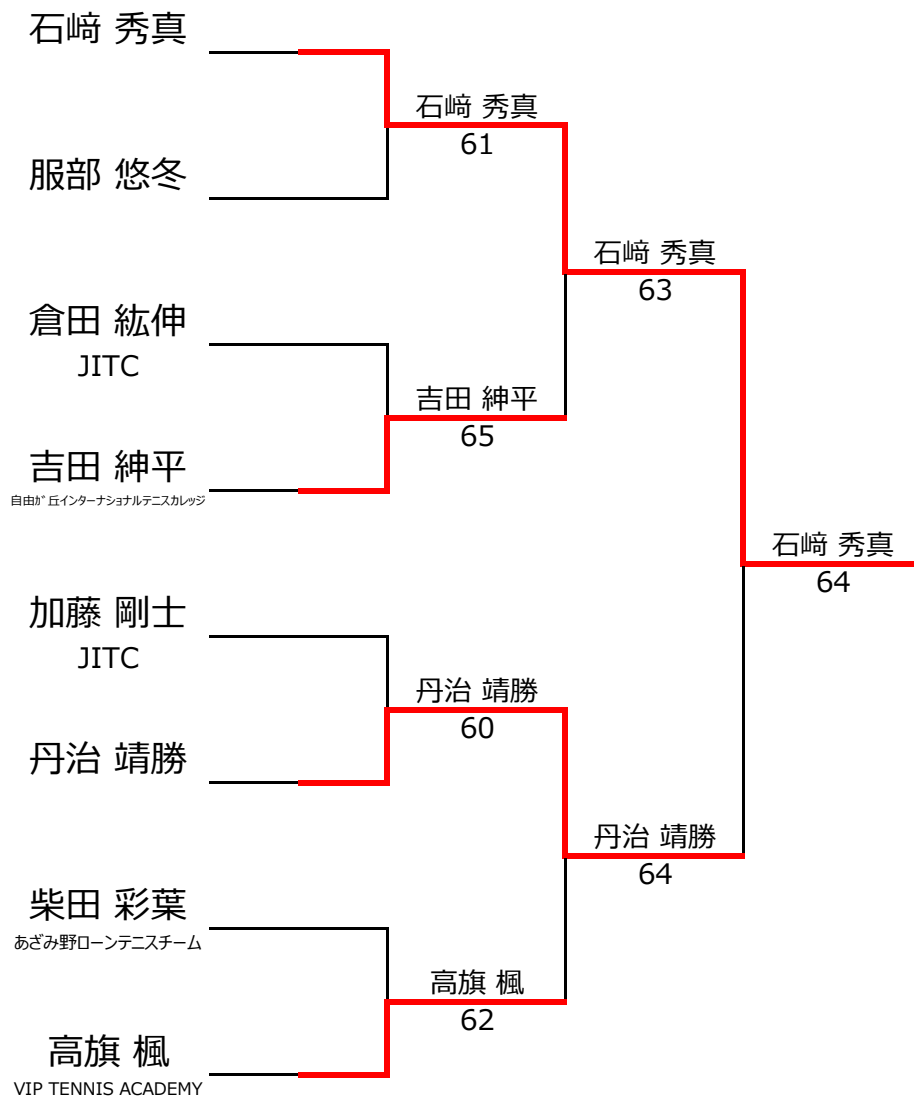 石﨑 秀真
服部 悠冬
倉田 紘伸
JITC
吉田 紳平
自由が丘インターナショナルテニスカレッジ
加藤 剛士
JITC
丹治 靖勝
柴田 彩葉
あざみ野ローンテニスチーム
高旗 楓
VIP TENNIS ACADEMY
石﨑 秀真
61
吉田 紳平
65
丹治 靖勝
60
高旗 楓
62
石﨑 秀真
63
丹治 靖勝
64
石﨑 秀真
64